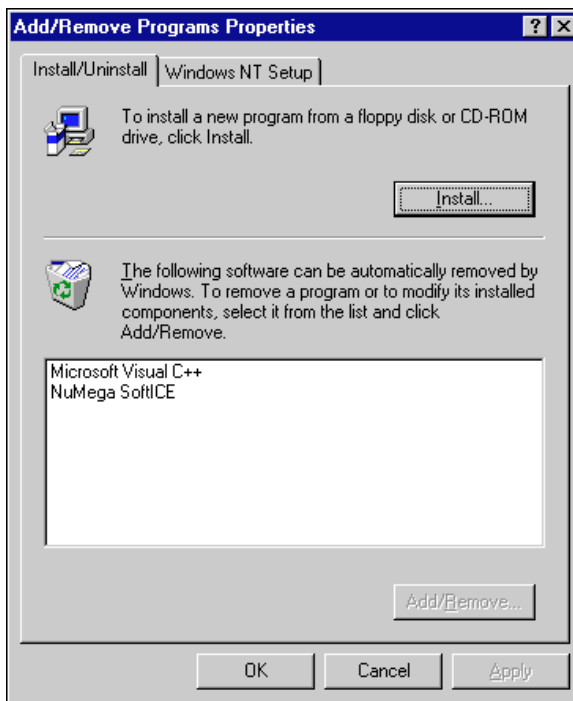 Add/Remove Programs Properties
Install/Uninstall
Windows NT Setup
To install a new program from a floppy disk or CD-ROM
drive, click Install.
Install...
The following software can be automatically removed by
Windows. To remove a program or to modify its installed
components, select it from the list and click
Add/Remove.
Microsoft Visual C++
NuMega SoftICE
Add/Remove...
OK
Cancel
Apply